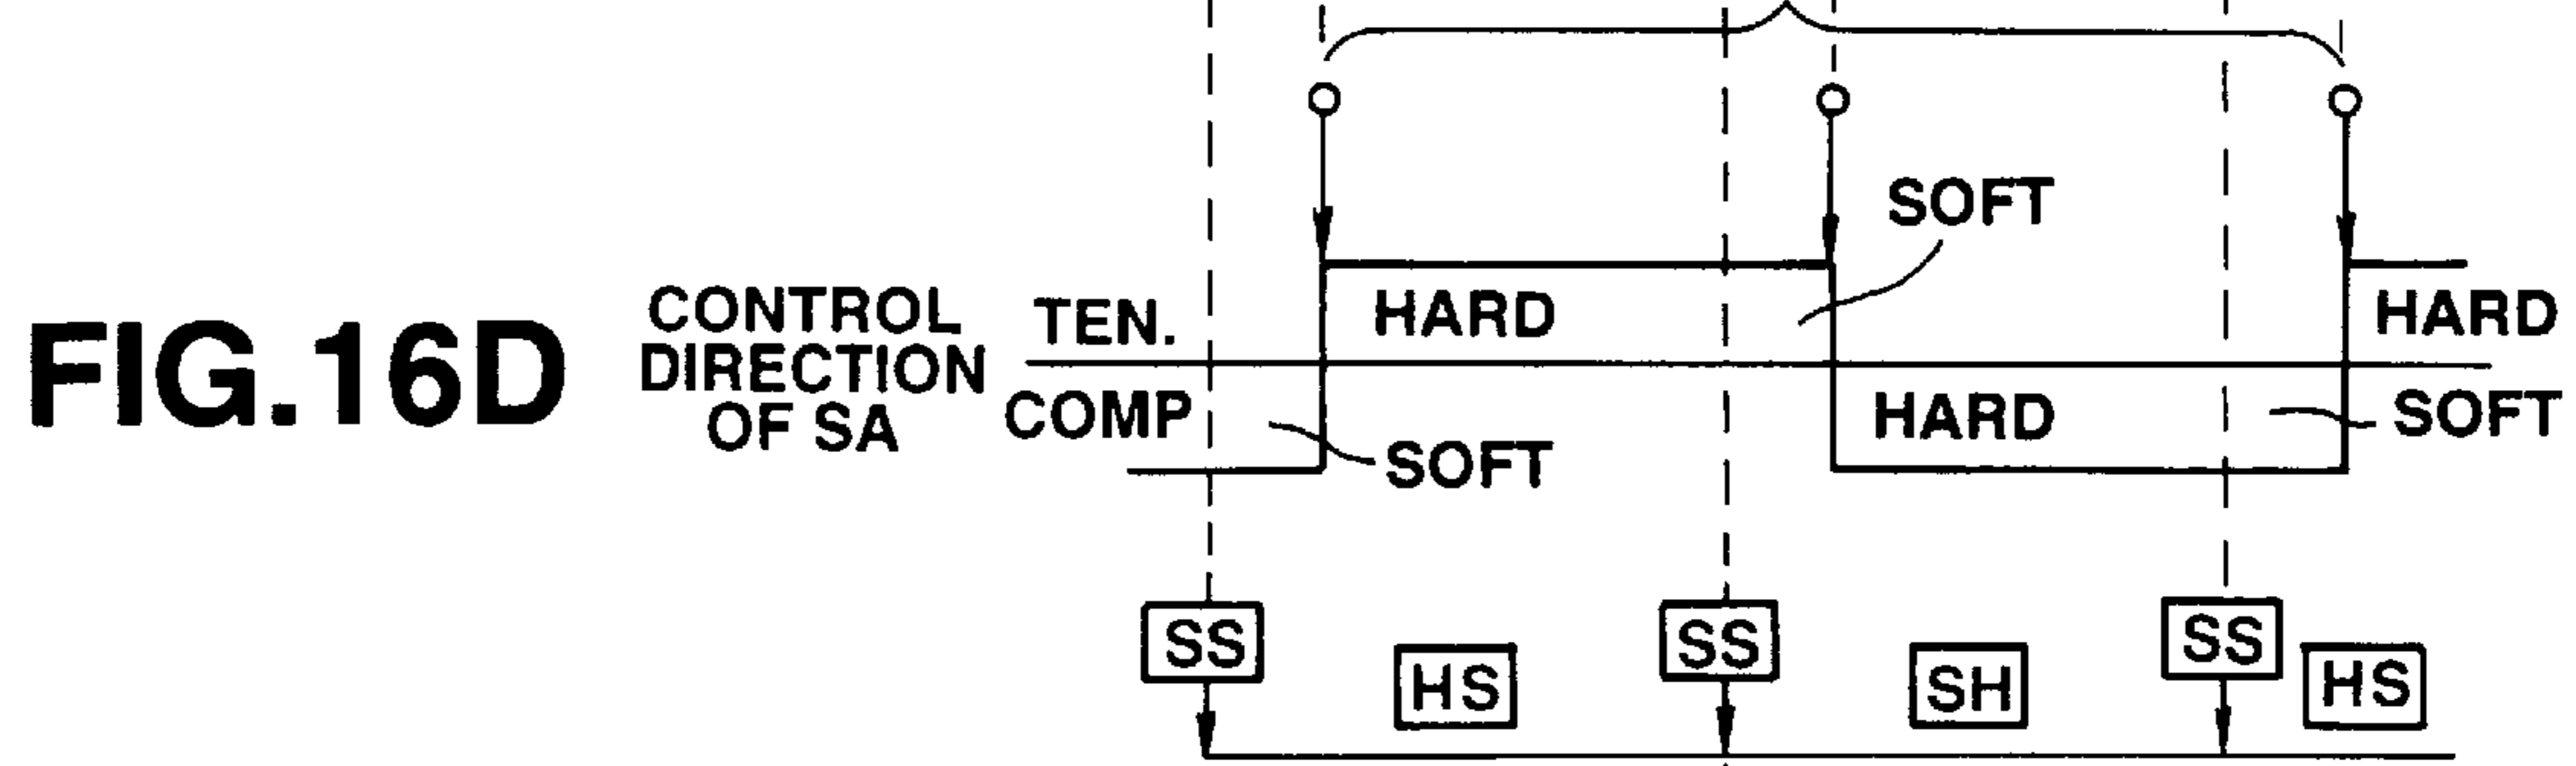 FIG.16D
CONTROL
DIRECTION
OF SA
TEN.
COMP
SOFT
HARD
HARD
HARD
SOFT
SOFT
SS
SS
SS
HS
SH
HS